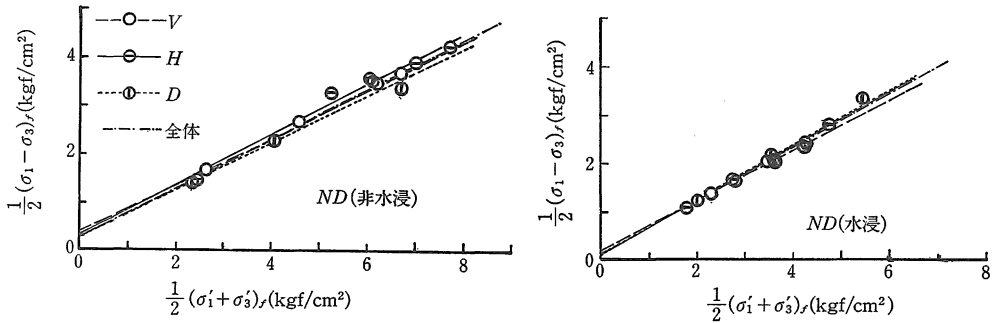 V
H
D
全体
4
2
0
½(σ₁−σ₃)f(kgf/cm²)
ND(非水浸)
0 2 4 6 8
½(σ′₁+σ′₃)f(kgf/cm²)
4
2
0
½(σ₁−σ₃)f(kgf/cm²)
ND(水浸)
0 2 4 6 8
½(σ′₁+σ′₃)f(kgf/cm²)